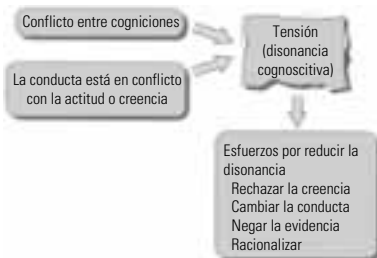 Conflicto entre cogniciones
La conducta está en conflicto
con la actitud o creencia
Tensión
(disonancia
cognoscitiva)
Esfuerzos por reducir la
disonancia
Rechazar la creencia
Cambiar la conducta
Negar la evidencia
Racionalizar